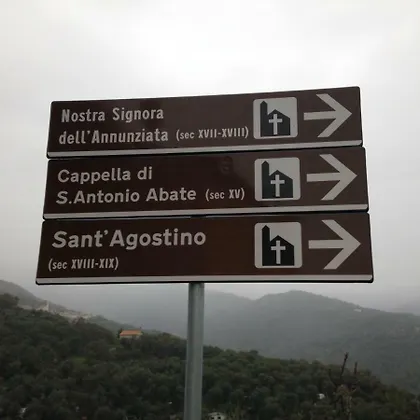 Nostra Signora
dell'Annunziata (sec XVII-XVIII)
Cappella di
S.Antonio Abate (sec XV)
Sant'Agostino
(sec XVIII-XIX)